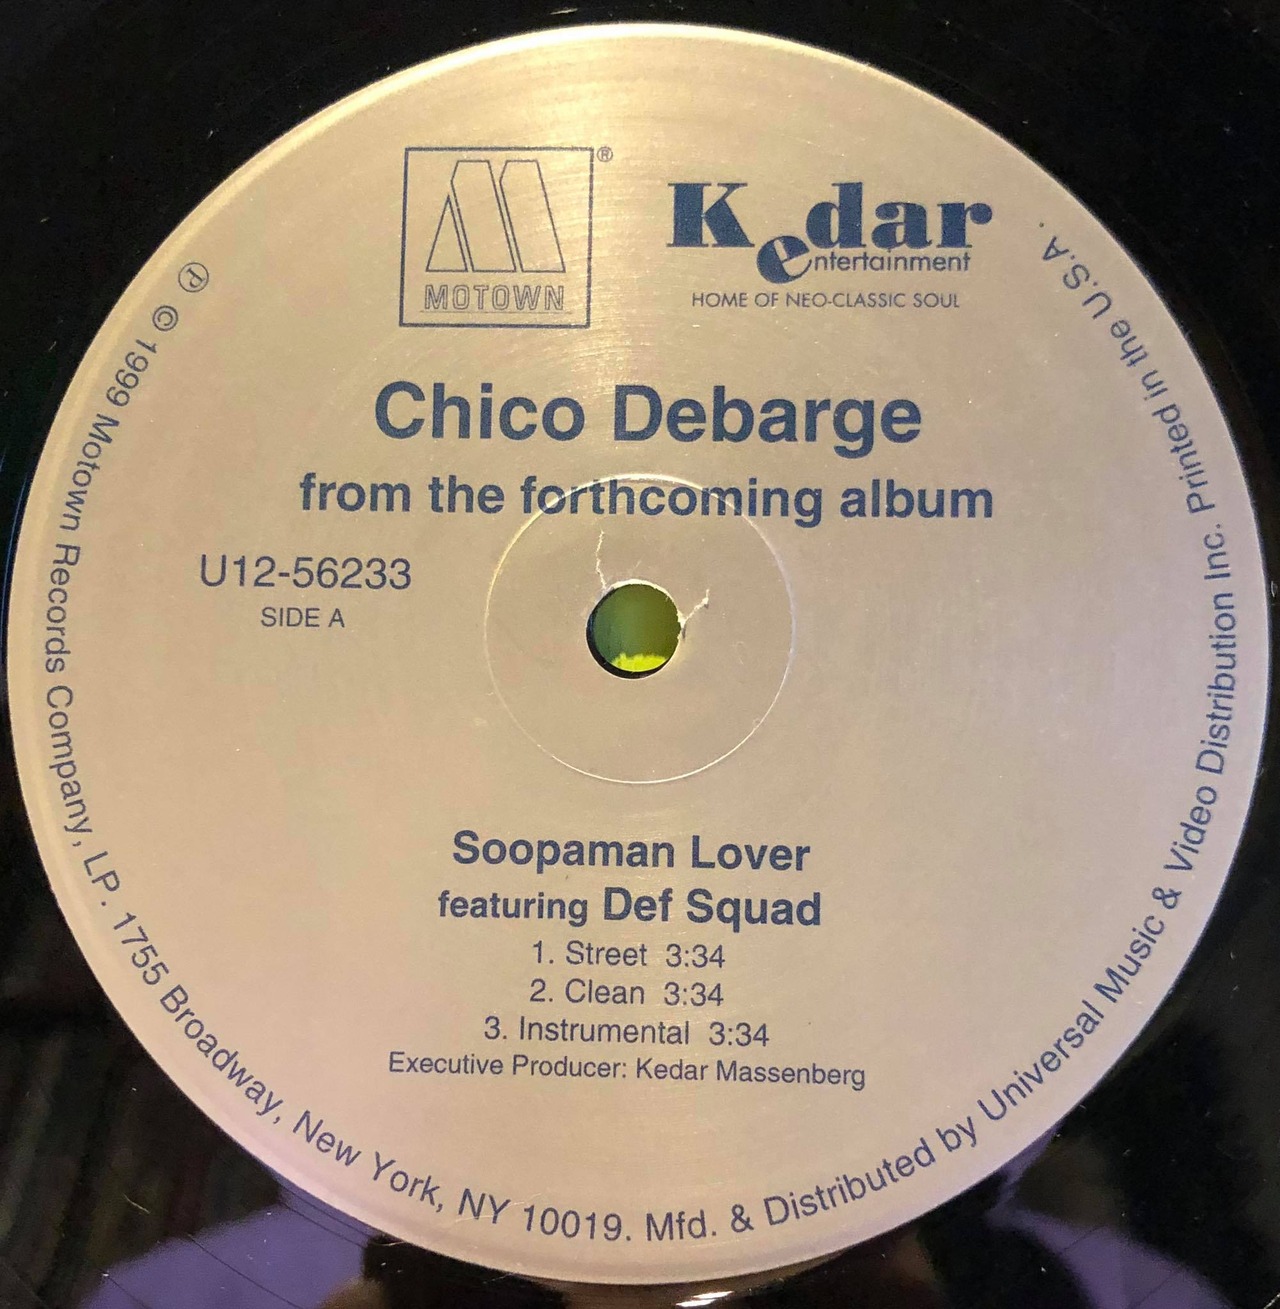 MOTOWN
®
Kedar
entertainment
HOME OF NEO-CLASSIC SOUL
Chico Debarge
from the forthcoming album
U12-56233
SIDE A
Soopaman Lover
featuring Def Squad
1. Street 3:34
2. Clean 3:34
3. Instrumental 3:34
Executive Producer: Kedar Massenberg
℗ © 1999 Motown Records Company, LP. 1755 Broadway, New York, NY 10019. Mfd. & Distributed by Universal Music & Video Distribution Inc. Printed in the U.S.A.